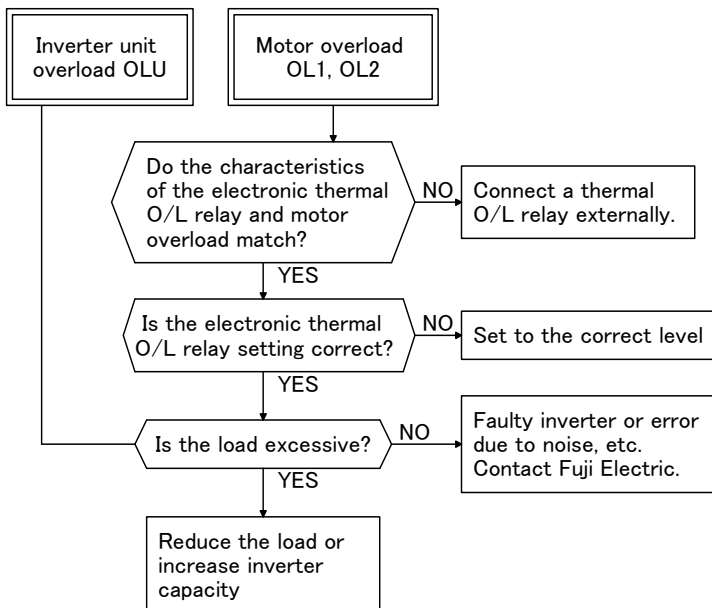 Inverter unit
overload OLU
Motor overload
OL1, OL2
Do the characteristics
of the electronic thermal
O/L relay and motor
overload match?
NO
Connect a thermal
O/L relay externally.
YES
Is the electronic thermal
O/L relay setting correct?
NO
Set to the correct level
YES
Is the load excessive?
NO
Faulty inverter or error
due to noise, etc.
Contact Fuji Electric.
YES
Reduce the load or
increase inverter
capacity